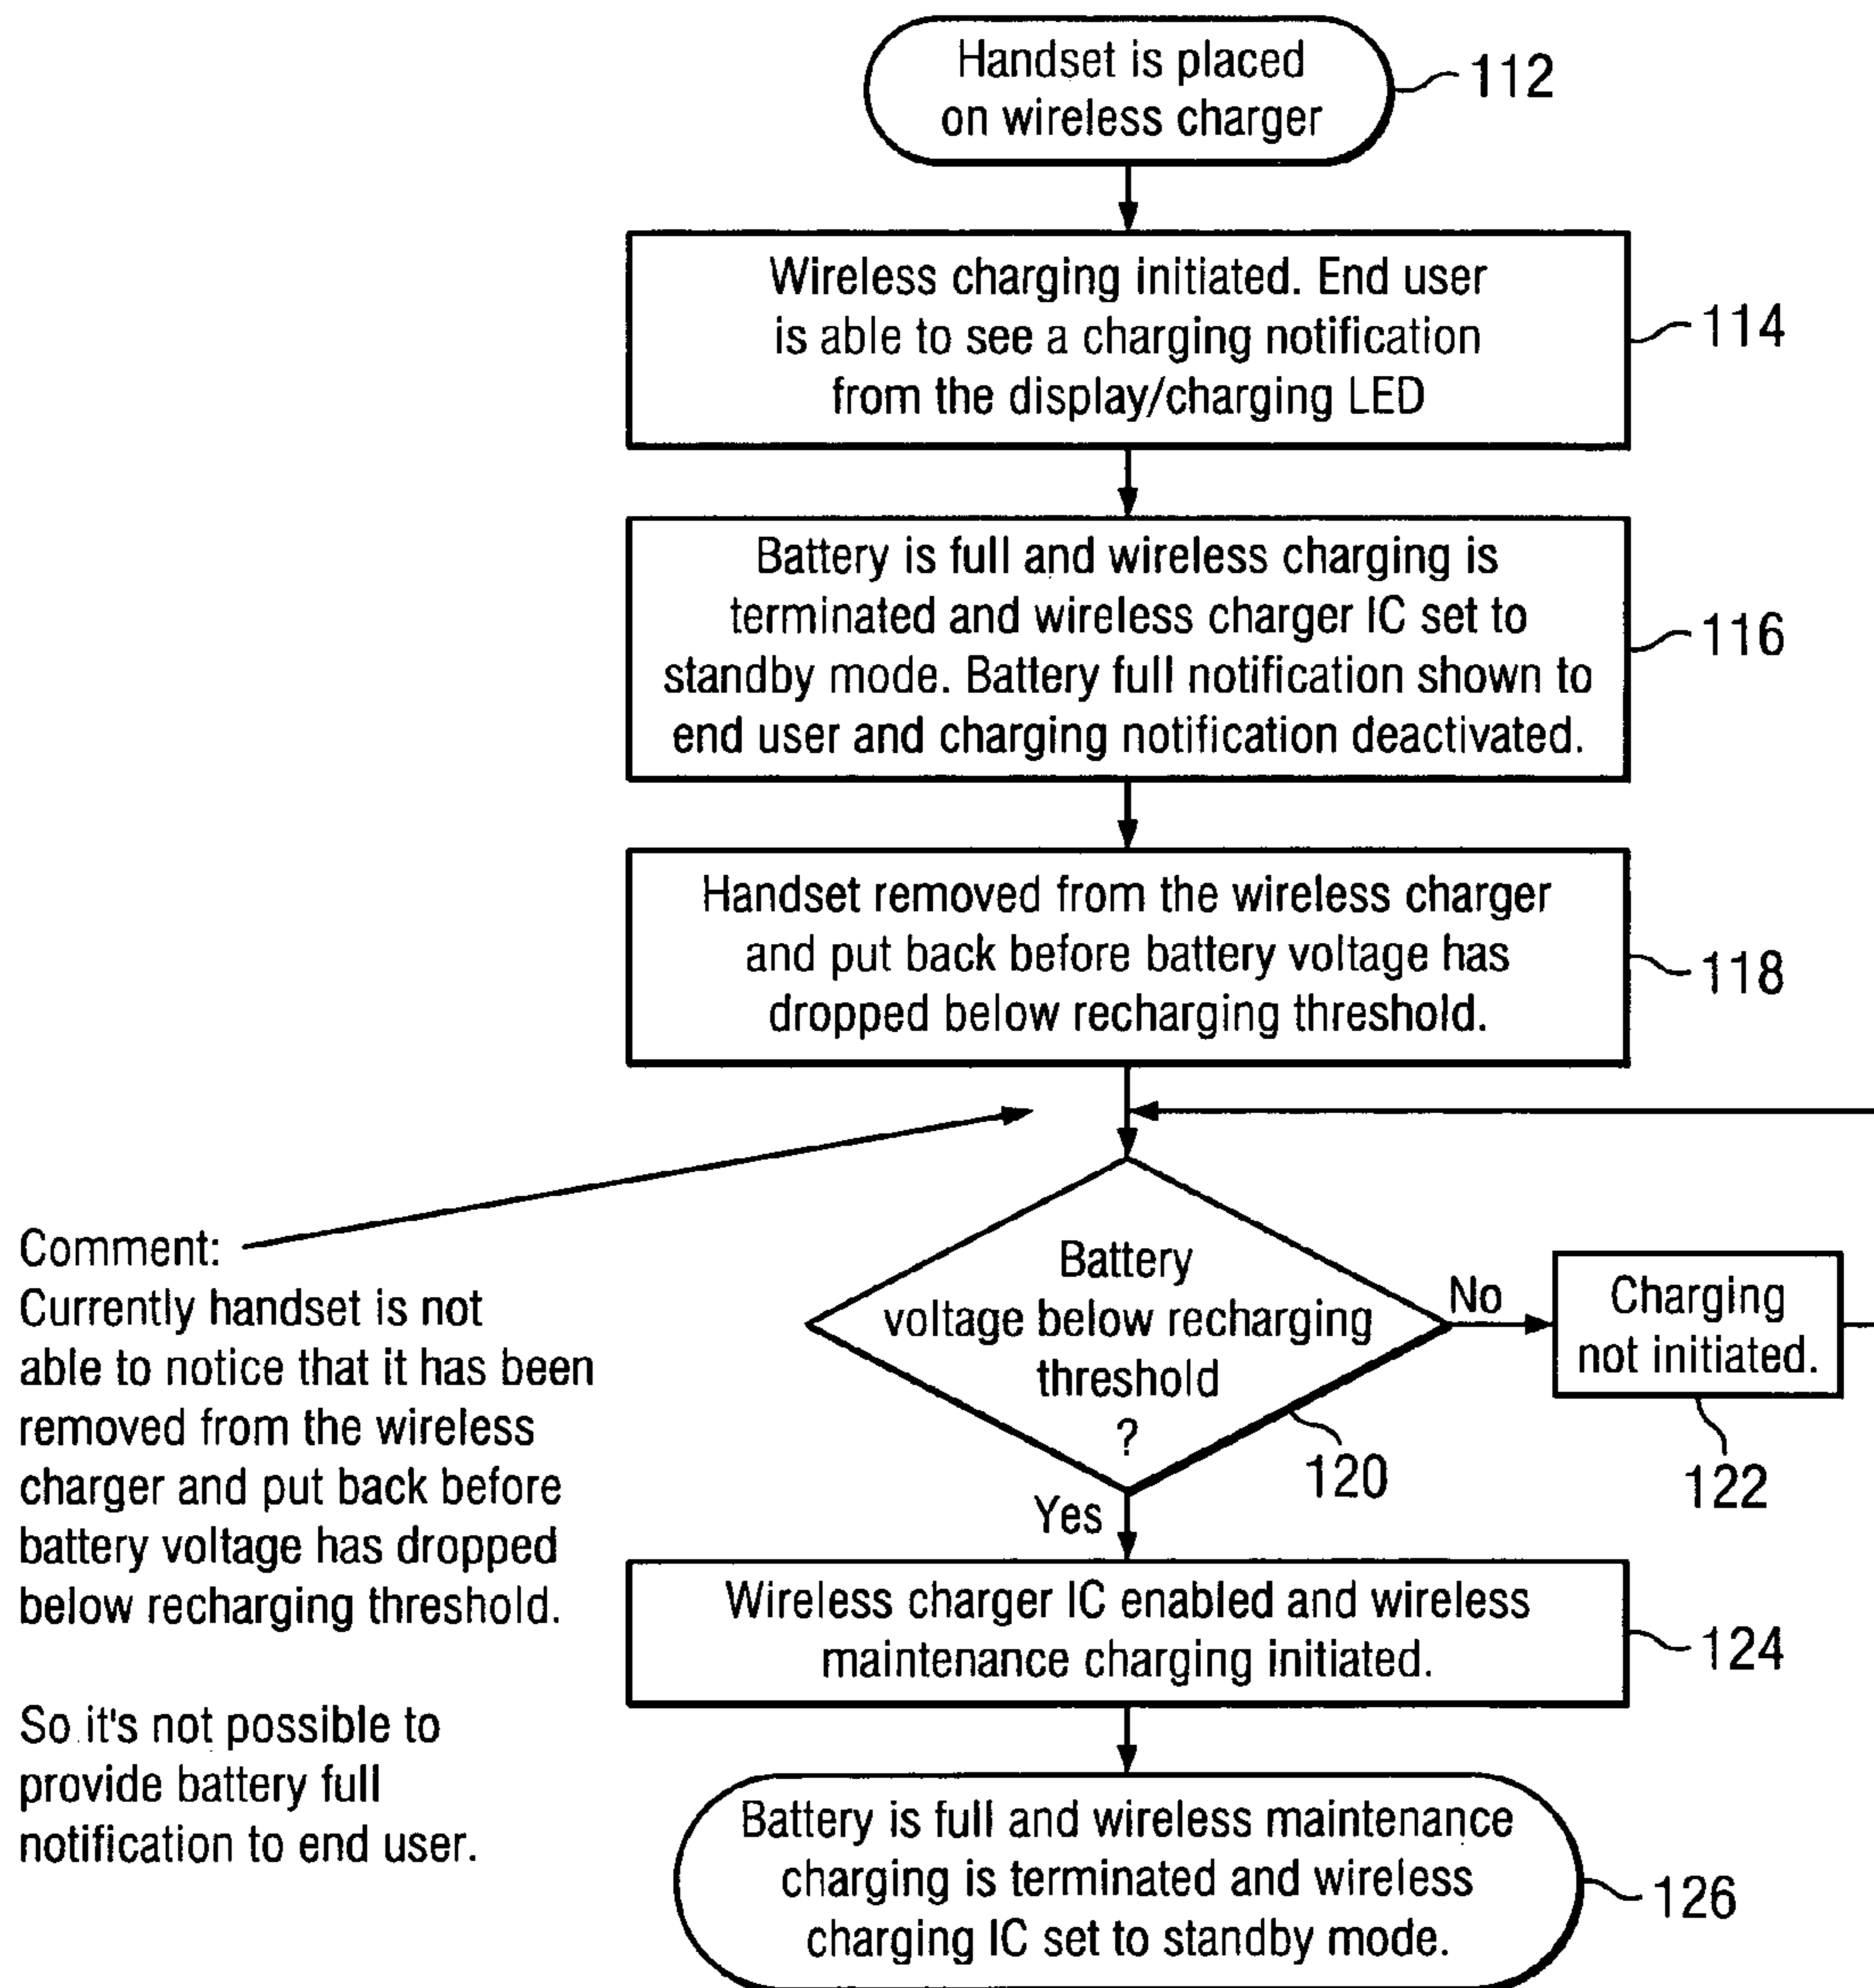 Handset is placed
on wireless charger
112
Wireless charging initiated. End user
is able to see a charging notification
from the display/charging LED
114
Battery is full and wireless charging is
terminated and wireless charger IC set to
standby mode. Battery full notification shown to
end user and charging notification deactivated.
116
Handset removed from the wireless charger
and put back before battery voltage has
dropped below recharging threshold.
118
Comment:
Currently handset is not
able to notice that it has been
removed from the wireless
charger and put back before
battery voltage has dropped
below recharging threshold.
So it's not possible to
provide battery full
notification to end user.
Battery
voltage below recharging
threshold
?
120
No
Charging
not initiated.
122
Yes
Wireless charger IC enabled and wireless
maintenance charging initiated.
124
Battery is full and wireless maintenance
charging is terminated and wireless
charging IC set to standby mode.
126